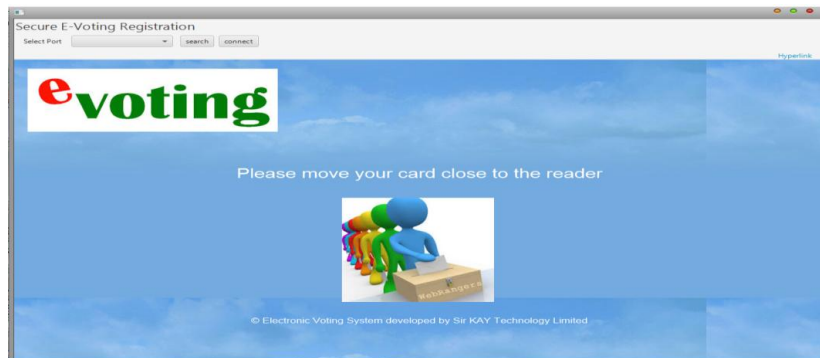 Secure E-Voting Registration
Select Port search connect
Hyperlink
evoting
Please move your card close to the reader
WebRangers
© Electronic Voting System developed by Sir KAY Technology Limited